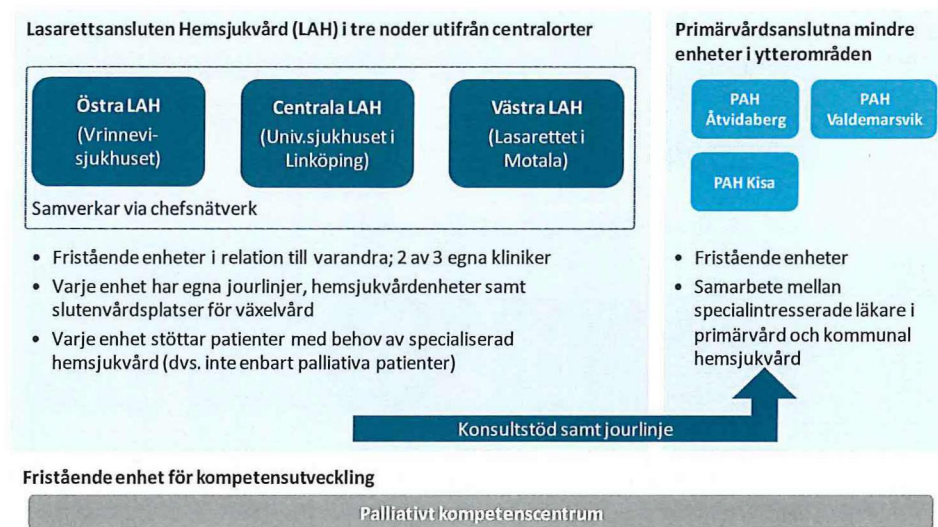 Lasarettsansluten Hemsjukvård (LAH) i tre noder utifrån centralorter
Östra LAH
(Vrinnevi-
sjukhuset)
Centrala LAH
(Univ.sjukhuset i
Linköping)
Västra LAH
(Lasarettet i
Motala)
Samverkar via chefsnätverk
• Fristående enheter i relation till varandra; 2 av 3 egna kliniker
• Varje enhet har egna jourlinjer, hemsjukvårdenheter samt
slutenvårdsplatser för växelvård
• Varje enhet stöttar patienter med behov av specialiserad
hemsjukvård (dvs. inte enbart palliativa patienter)
Primärvårdsanslutna mindre
enheter i ytterområden
PAH
Åtvidaberg
PAH
Valdemarsvik
PAH Kisa
• Fristående enheter
• Samarbete mellan
specialintresserade läkare i
primärvård och kommunal
hemsjukvård
Konsultstöd samt jourlinje
Fristående enhet för kompetensutveckling
Palliativt kompetenscentrum